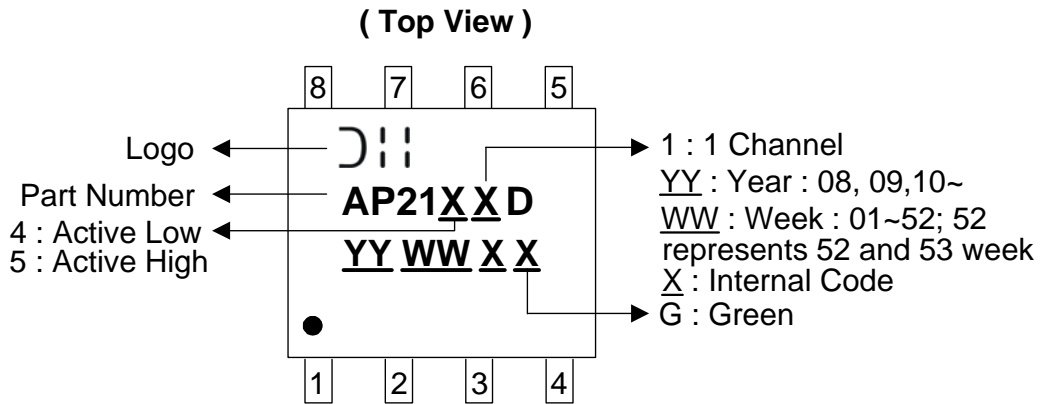 ( Top View )
8 7 6 5
Logo
Part Number
4 : Active Low
5 : Active High
AP21XXD
YY WW X X
1 : 1 Channel
YY : Year : 08, 09,10~
WW : Week : 01~52; 52
represents 52 and 53 week
X : Internal Code
G : Green
1 2 3 4